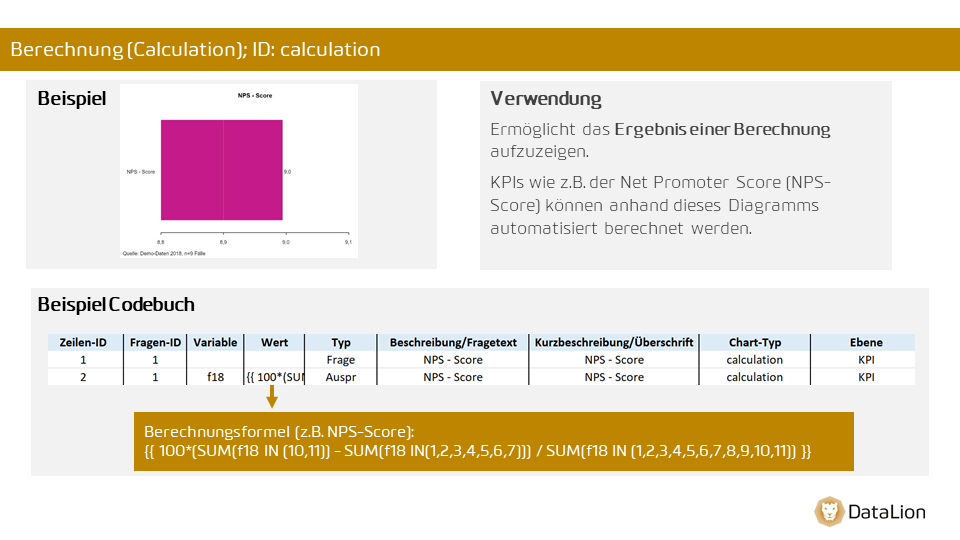 Berechnung (Calculation); ID: calculation
Beispiel
NPS - Score
NPS - Score
9,0
8,8 8,9 9,0 9,1
Quelle: Demo-Daten 2018, n=9 Fälle
Verwendung
Ermöglicht das Ergebnis einer Berechnung
aufzuzeigen.
KPIs wie z.B. der Net Promoter Score (NPS-
Score) können anhand dieses Diagramms
automatisiert berechnet werden.
Beispiel Codebuch
Zeilen-ID Fragen-ID Variable Wert Typ Beschreibung/Fragetext Kurzbeschreibung/Überschrift Chart-Typ Ebene
1 1 Frage NPS - Score NPS - Score calculation KPI
2 1 f18 {{ 100*(SUM Auspr NPS - Score NPS - Score calculation KPI
Berechnungsformel (z.B. NPS-Score):
{{ 100*(SUM(f18 IN (10,11)) - SUM(f18 IN(1,2,3,4,5,6,7))) / SUM(f18 IN (1,2,3,4,5,6,7,8,9,10,11)) }}
DataLion